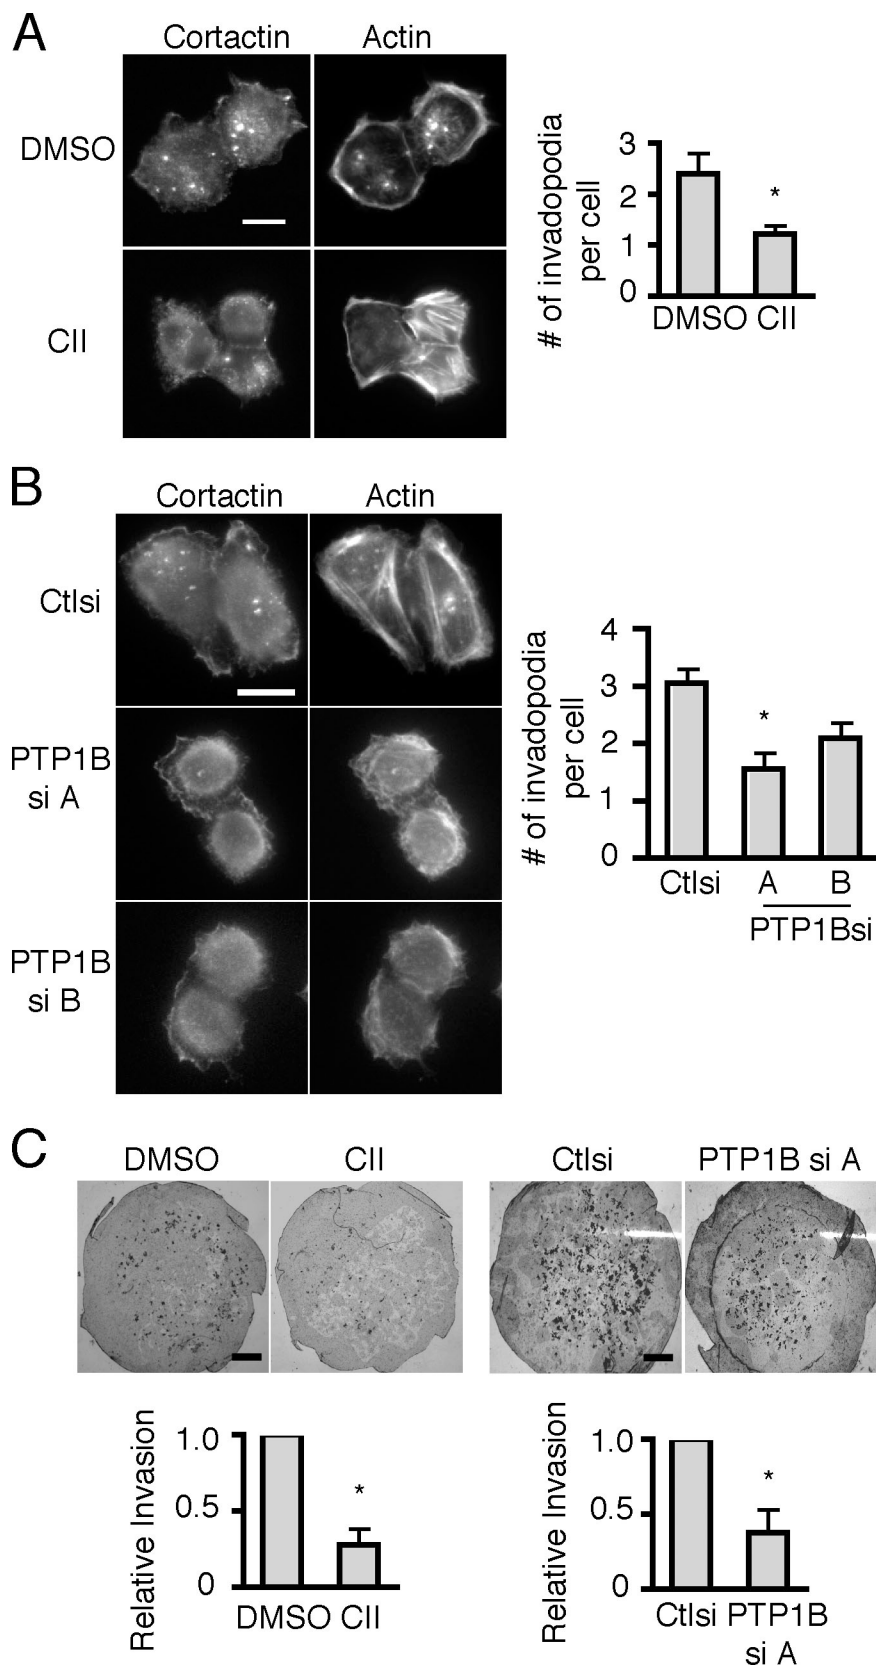 A
Cortactin Actin
DMSO
CII
# of invadopodia
per cell
3
2
1
0
DMSO CII
*
B
Cortactin Actin
Ctlsi
PTP1B
si A
PTP1B
si B
# of invadopodia
per cell
4
3
2
1
0
*
Ctlsi A B
PTP1Bsi
C
DMSO CII Ctlsi PTP1B si A
Relative Invasion
1.0
0.5
0
*
DMSO CII
Relative Invasion
1.0
0.5
0
*
Ctlsi PTP1B
si A